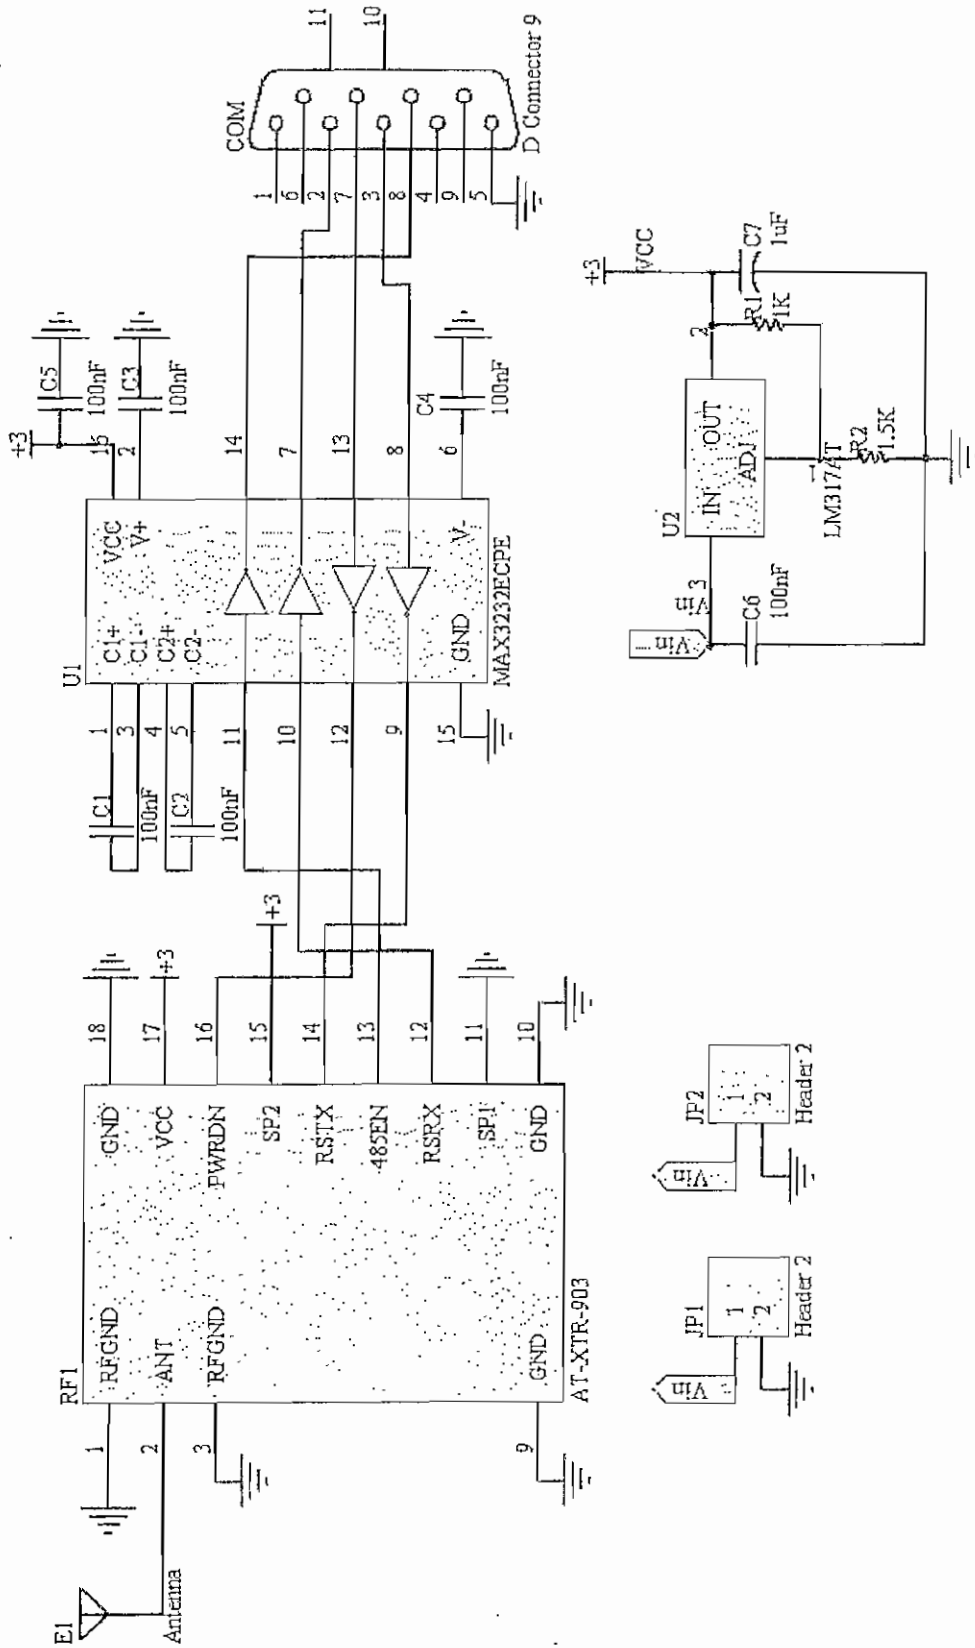 E1
Antenna
RF1
RFGND
ANT
RFGND
GND
1
2
3
9
GND
VCC
PWRDN
SP2
RSTX
485EN
RSRX
SP1
GND
18
17
16
15
14
13
12
11
10
+3
+3
AT-XTR-903
C1
100nF
C2
100nF
1
3
4
5
11
10
12
9
15
U1
C1+
C1-
C2+
C2-
GND
VCC
V+
V-
MAX3232ECPE
16
2
14
7
13
8
6
+3
C5
100nF
C3
100nF
C4
100nF
COM
1
6
2
7
3
8
4
9
5
11
10
D Connector 9
JP1
1
2
Header 2
Vin
JP2
1
2
Header 2
Vin
Vin
Vin
3
C6
100nF
U2
IN
OUT
ADJ
LM317AT
1
2
R1
1K
R2
1.5K
+3
VCC
C7
1uF